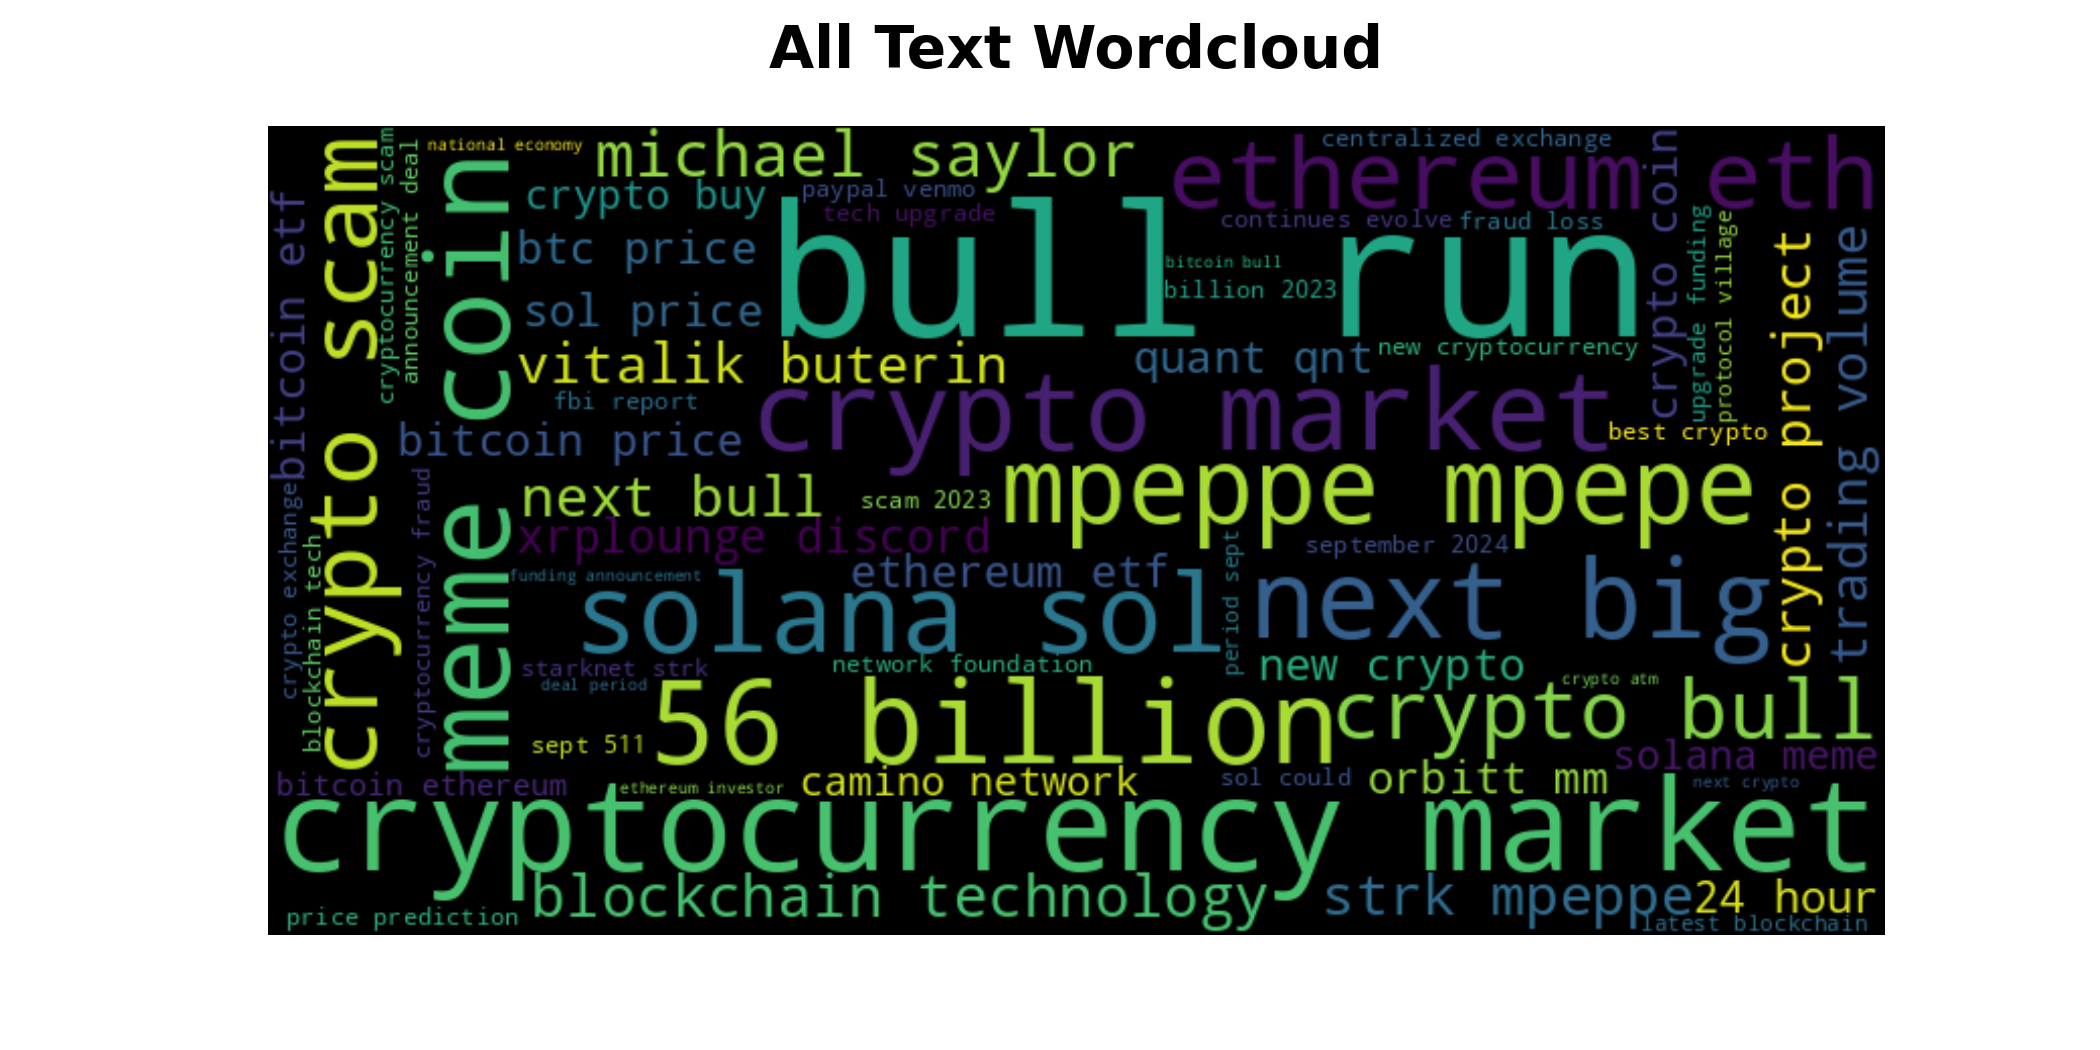 All Text Wordcloud
national economy
michael saylor
centralized exchange
ethereum eth
crypto buy
paypal venmo
tech upgrade
continues evolve
fraud loss
btc price
bull run
bitcoin bull
billion 2023
sol price
vitalik buterin
quant qnt
new cryptocurrency
fbi report
crypto market
best crypto
bitcoin price
next bull
scam 2023
mpeppe mpepe
xrplounge discord
september 2024
funding announcement
ethereum etf
solana sol
next big
starknet strk
network foundation
new crypto
deal period
crypto atm
56 billion
crypto bull
sept 511
solana meme
bitcoin ethereum
ethereum investor
camino network
sol could
orbitt mm
next crypto
cryptocurrency market
blockchain technology
strk mpeppe
24 hour
price prediction
latest blockchain
bitcoin etf
crypto exchange
blockchain tech
crypto scam
cryptocurrency scam
announcement deal
cryptocurrency fraud
meme coin
period sept
crypto coin
upgrade funding
protocol village
crypto project
trading volume